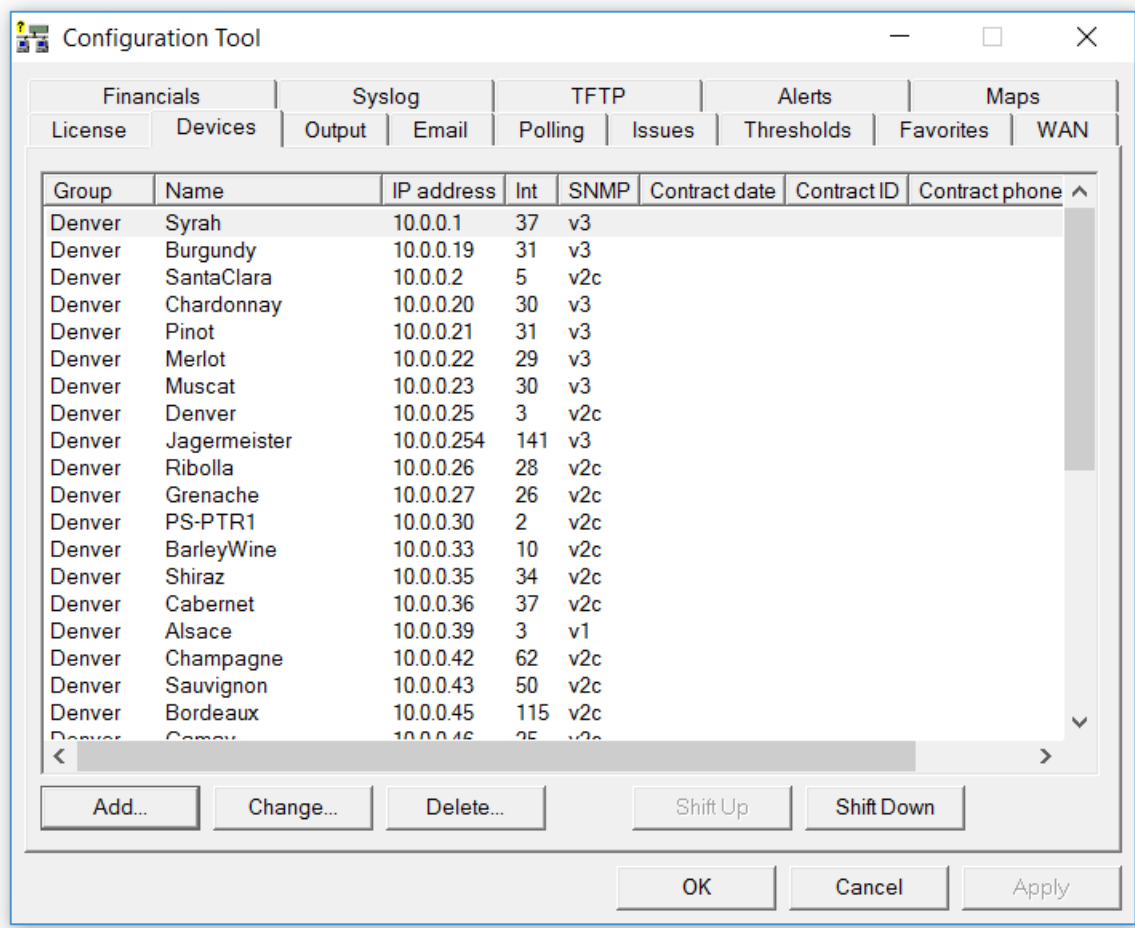 Configuration Tool
Financials Syslog TFTP Alerts Maps
License Devices Output Email Polling Issues Thresholds Favorites WAN
Group Name IP address Int SNMP Contract date Contract ID Contract phone
Denver Syrah 10.0.0.1 37 v3
Denver Burgundy 10.0.0.19 31 v3
Denver SantaClara 10.0.0.2 5 v2c
Denver Chardonnay 10.0.0.20 30 v3
Denver Pinot 10.0.0.21 31 v3
Denver Merlot 10.0.0.22 29 v3
Denver Muscat 10.0.0.23 30 v3
Denver Denver 10.0.0.25 3 v2c
Denver Jagermeister 10.0.0.254 141 v3
Denver Ribolla 10.0.0.26 28 v2c
Denver Grenache 10.0.0.27 26 v2c
Denver PS-PTR1 10.0.0.30 2 v2c
Denver BarleyWine 10.0.0.33 10 v2c
Denver Shiraz 10.0.0.35 34 v2c
Denver Cabernet 10.0.0.36 37 v2c
Denver Alsace 10.0.0.39 3 v1
Denver Champagne 10.0.0.42 62 v2c
Denver Sauvignon 10.0.0.43 50 v2c
Denver Bordeaux 10.0.0.45 115 v2c
Add... Change... Delete... Shift Up Shift Down
OK Cancel Apply